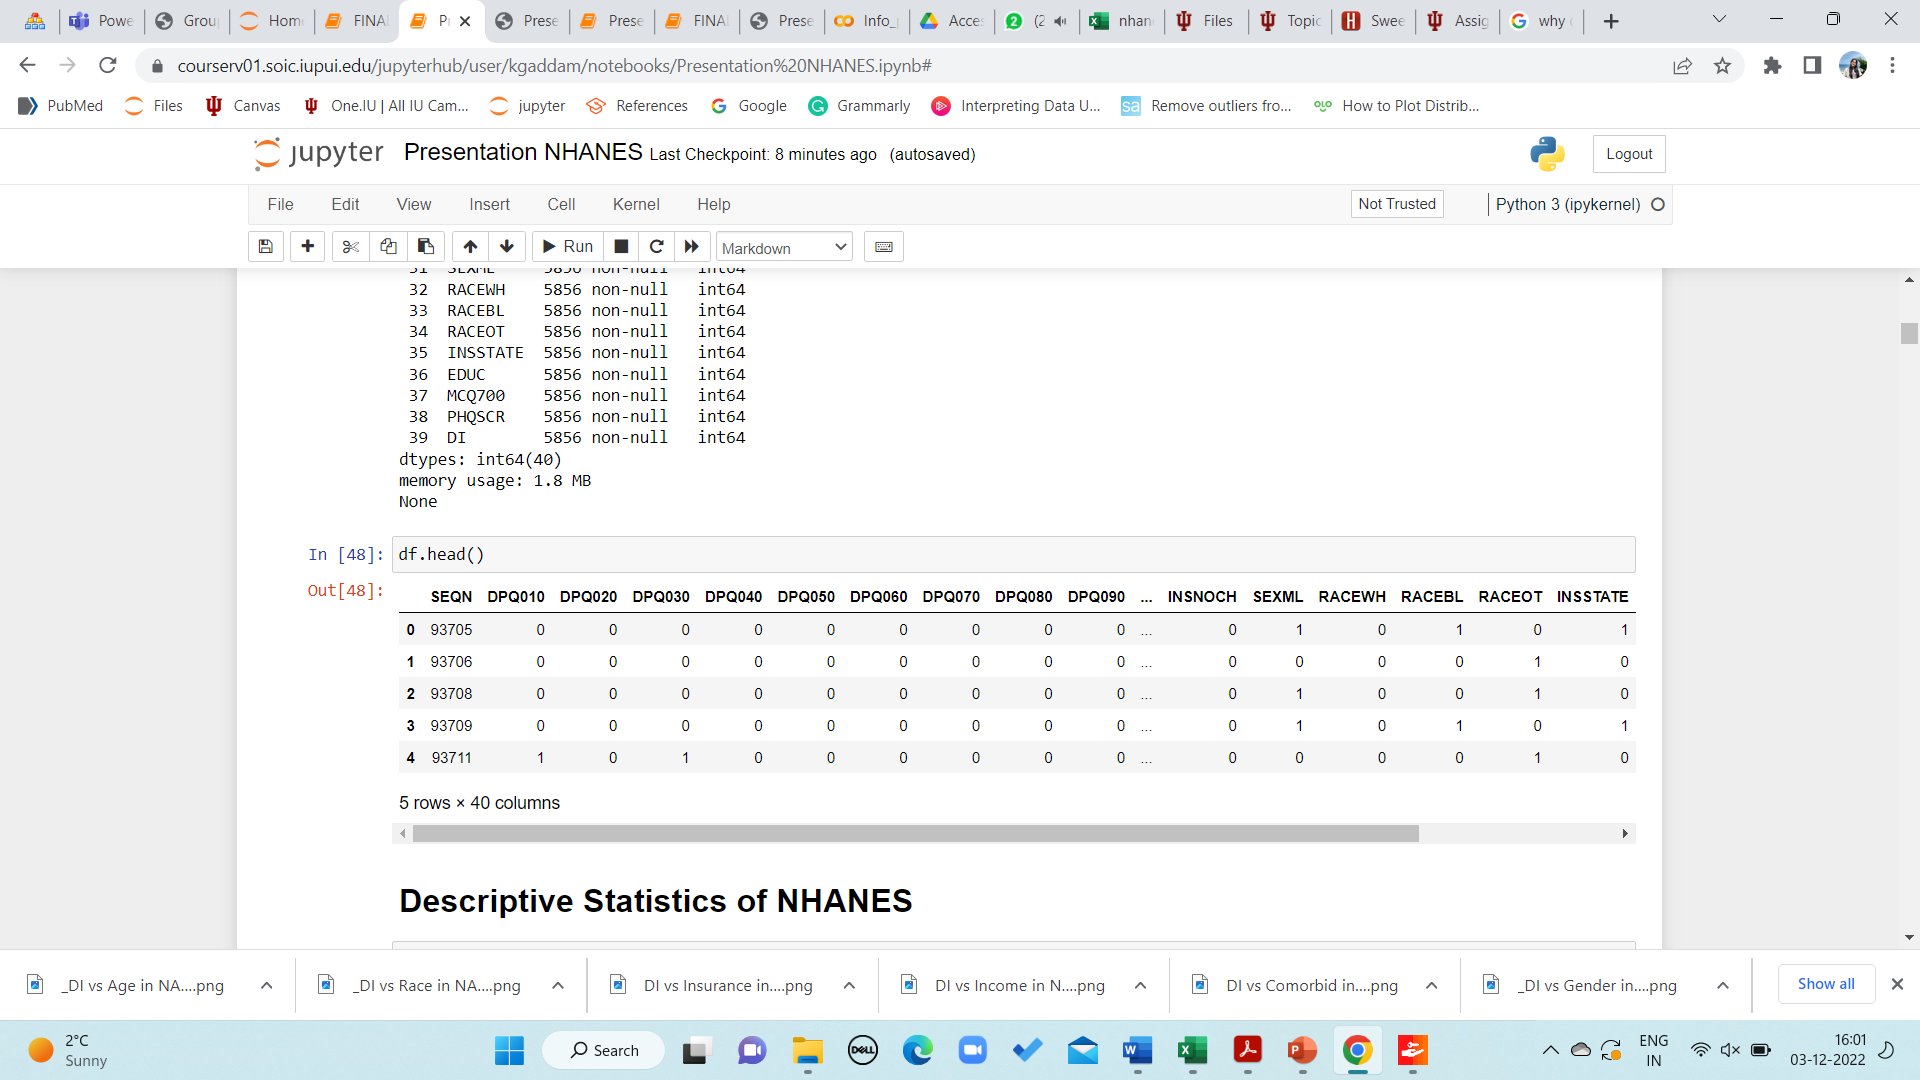 Powe
Grou
Hom
FINA
Pr
Prese
Prese
FINA
Prese
Info_
Acces
(2
nhan
Files
Topic
Swee
Assig
why
courserv01.soic.iupui.edu/jupyterhub/user/kgaddam/notebooks/Presentation%20NHANES.ipynb#
PubMed Files Canvas One.IU | All IU Cam... jupyter References Google Grammarly Interpreting Data U... Remove outliers fro... How to Plot Distrib...
jupyter Presentation NHANES Last Checkpoint: 8 minutes ago (autosaved) Logout
File Edit View Insert Cell Kernel Help Not Trusted Python 3 (ipykernel)
Run Markdown
31 SEXML 5856 non-null int64
32 RACEWH 5856 non-null int64
33 RACEBL 5856 non-null int64
34 RACEOT 5856 non-null int64
35 INSSTATE 5856 non-null int64
36 EDUC 5856 non-null int64
37 MCQ700 5856 non-null int64
38 PHQSCR 5856 non-null int64
39 DI 5856 non-null int64
dtypes: int64(40)
memory usage: 1.8 MB
None
In [48]: df.head()
Out[48]:
SEQN DPQ010 DPQ020 DPQ030 DPQ040 DPQ050 DPQ060 DPQ070 DPQ080 DPQ090 ... INSNOCH SEXML RACEWH RACEBL RACEOT INSSTATE
0 93705 0 0 0 0 0 0 0 0 0 ... 0 1 0 1 0 1
1 93706 0 0 0 0 0 0 0 0 0 ... 0 0 0 0 1 0
2 93708 0 0 0 0 0 0 0 0 0 ... 0 1 0 0 1 0
3 93709 0 0 0 0 0 0 0 0 0 ... 0 1 0 1 0 1
4 93711 1 0 1 0 0 0 0 0 0 ... 0 0 0 0 1 0
5 rows × 40 columns
Descriptive Statistics of NHANES
_DI vs Age in NA....png _DI vs Race in NA....png DI vs Insurance in....png DI vs Income in N....png DI vs Comorbid in....png _DI vs Gender in....png Show all
2°C
Sunny
Search
ENG
IN
16:01
03-12-2022